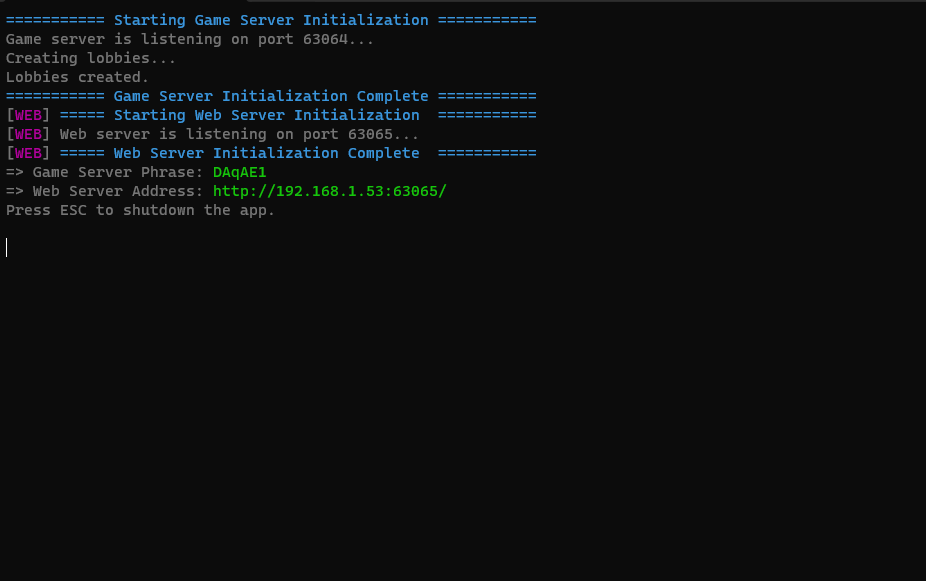 =========== Starting Game Server Initialization ===========
Game server is listening on port 63064...
Creating lobbies...
Lobbies created.
=========== Game Server Initialization Complete ===========
[WEB] ===== Starting Web Server Initialization  ===========
[WEB] Web server is listening on port 63065...
[WEB] ===== Web Server Initialization Complete  ===========
=> Game Server Phrase: DAqAE1
=> Web Server Address: http://192.168.1.53:63065/
Press ESC to shutdown the app.